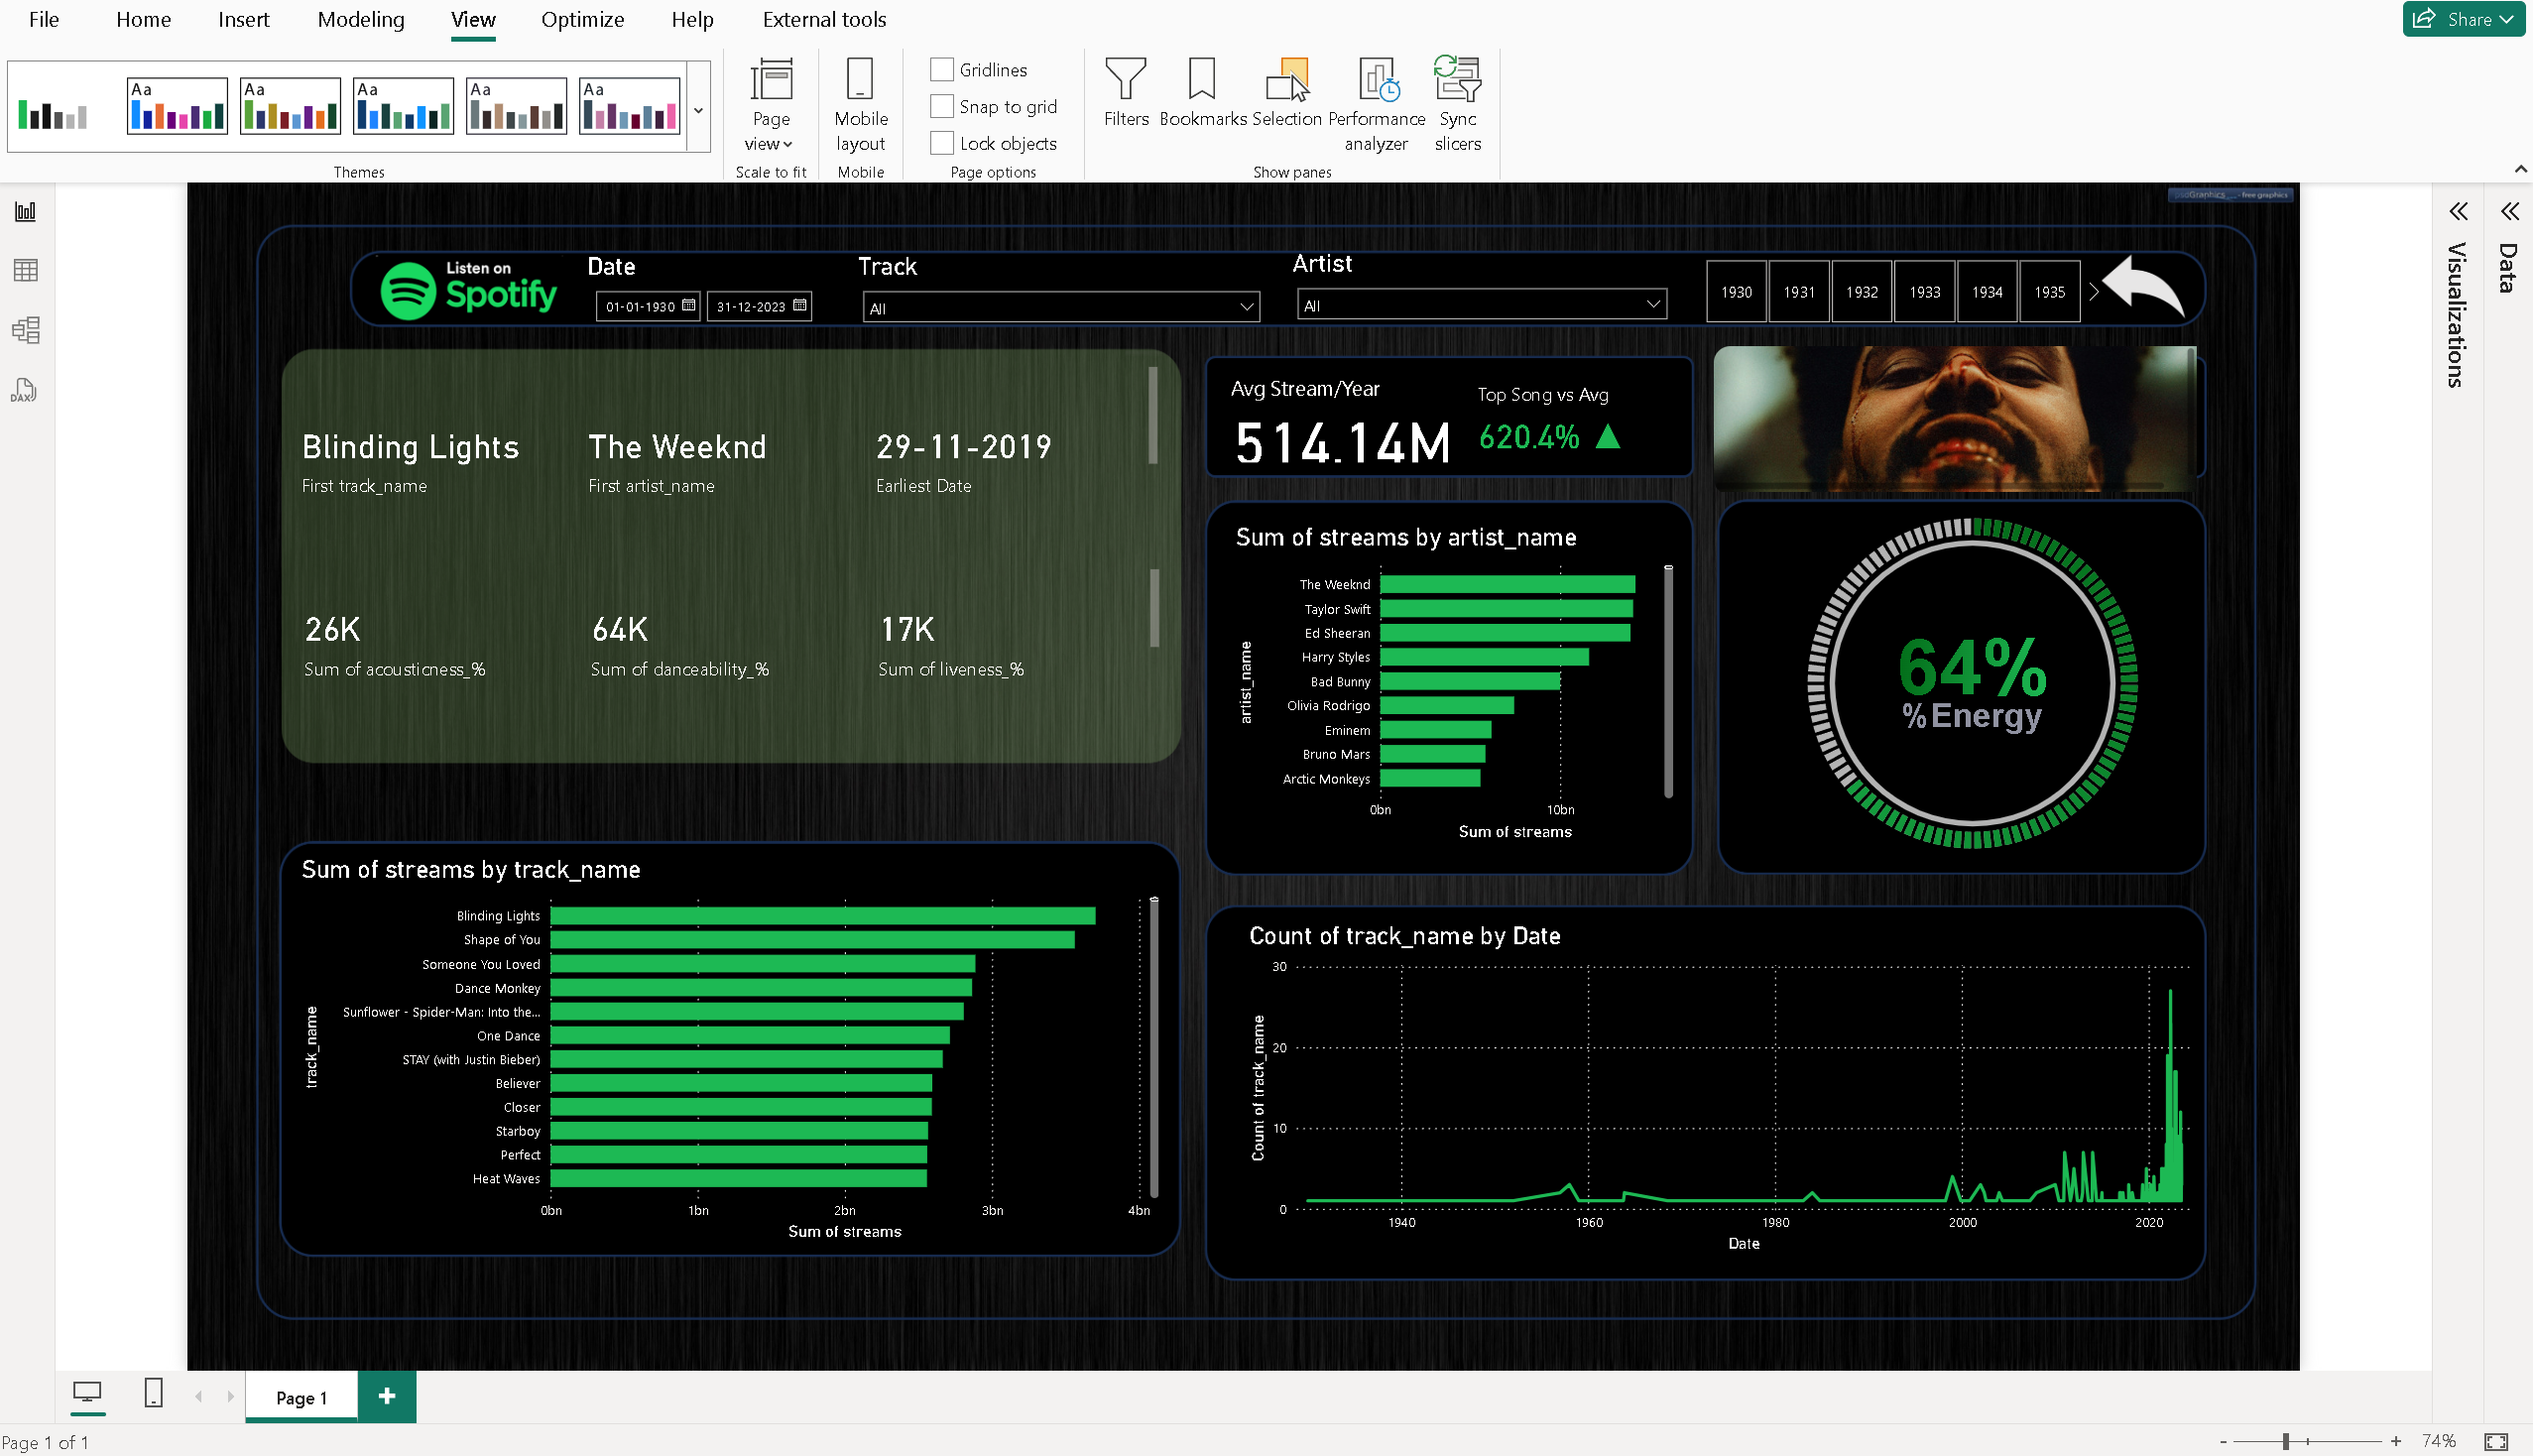 File Home Insert Modeling View Optimize Help External tools
Share
Aa Aa Aa Aa Aa
Themes
Page view
Scale to fit
Mobile layout
Mobile
Gridlines
Snap to grid
Lock objects
Page options
Filters Bookmarks Selection Performance analyzer Sync slicers
Show panes
Graphics - free graphics
Visualizations
Data
Listen on
Spotify
Date
01-01-1930 31-12-2023
Track
All
Artist
All
1930 1931 1932 1933 1934 1935
Blinding Lights The Weeknd 29-11-2019
First track_name First artist_name Earliest Date
26K 64K 17K
Sum of acousticness_% Sum of danceability_% Sum of liveness_%
Avg Stream/Year
514.14M
Top Song vs Avg
620.4%
Sum of streams by artist_name
artist_name
The Weeknd
Taylor Swift
Ed Sheeran
Harry Styles
Bad Bunny
Olivia Rodrigo
Eminem
Bruno Mars
Arctic Monkeys
0bn 10bn
Sum of streams
64%
%Energy
Sum of streams by track_name
track_name
Blinding Lights
Shape of You
Someone You Loved
Dance Monkey
Sunflower - Spider-Man: Into the...
One Dance
STAY (with Justin Bieber)
Believer
Closer
Starboy
Perfect
Heat Waves
0bn 1bn 2bn 3bn 4bn
Sum of streams
Count of track_name by Date
Count of track_name
30
20
10
0
1940 1960 1980 2000 2020
Date
DAX
Page 1
Page 1 of 1
- + 74%